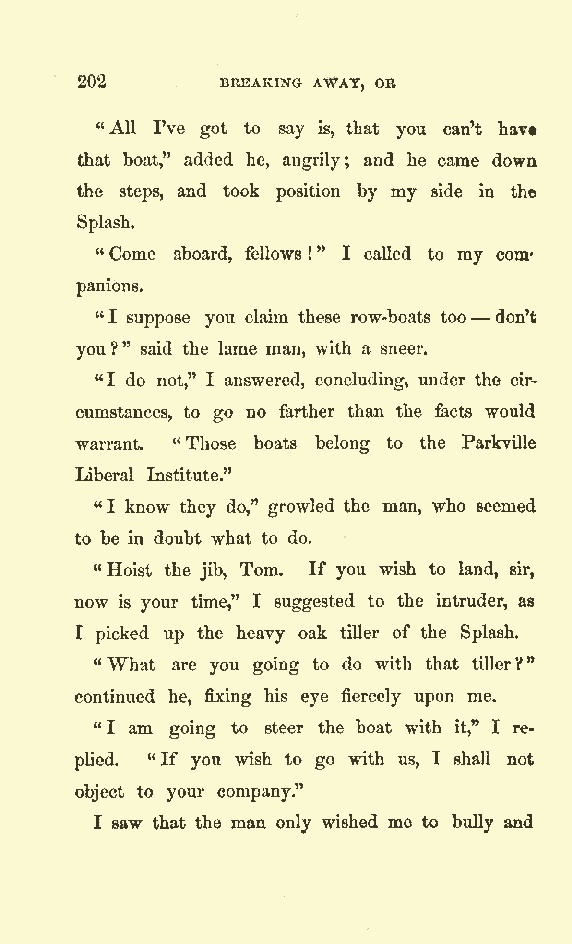 202 BREAKING AWAY, OR
“All I’ve got to say is, that you can’t have
that boat,” added he, angrily; and he came down
the steps, and took position by my side in the
Splash.
“Come aboard, fellows!” I called to my com-
panions.
“I suppose you claim these row-boats too — don’t
you?” said the lame man, with a sneer.
“I do not,” I answered, concluding, under the cir-
cumstances, to go no farther than the facts would
warrant. “Those boats belong to the Parkville
Liberal Institute.”
“I know they do,” growled the man, who seemed
to be in doubt what to do.
“Hoist the jib, Tom. If you wish to land, sir,
now is your time,” I suggested to the intruder, as
I picked up the heavy oak tiller of the Splash.
“What are you going to do with that tiller?”
continued he, fixing his eye fiercely upon me.
“I am going to steer the boat with it,” I re-
plied. “If you wish to go with us, I shall not
object to your company.”
I saw that the man only wished me to bully and